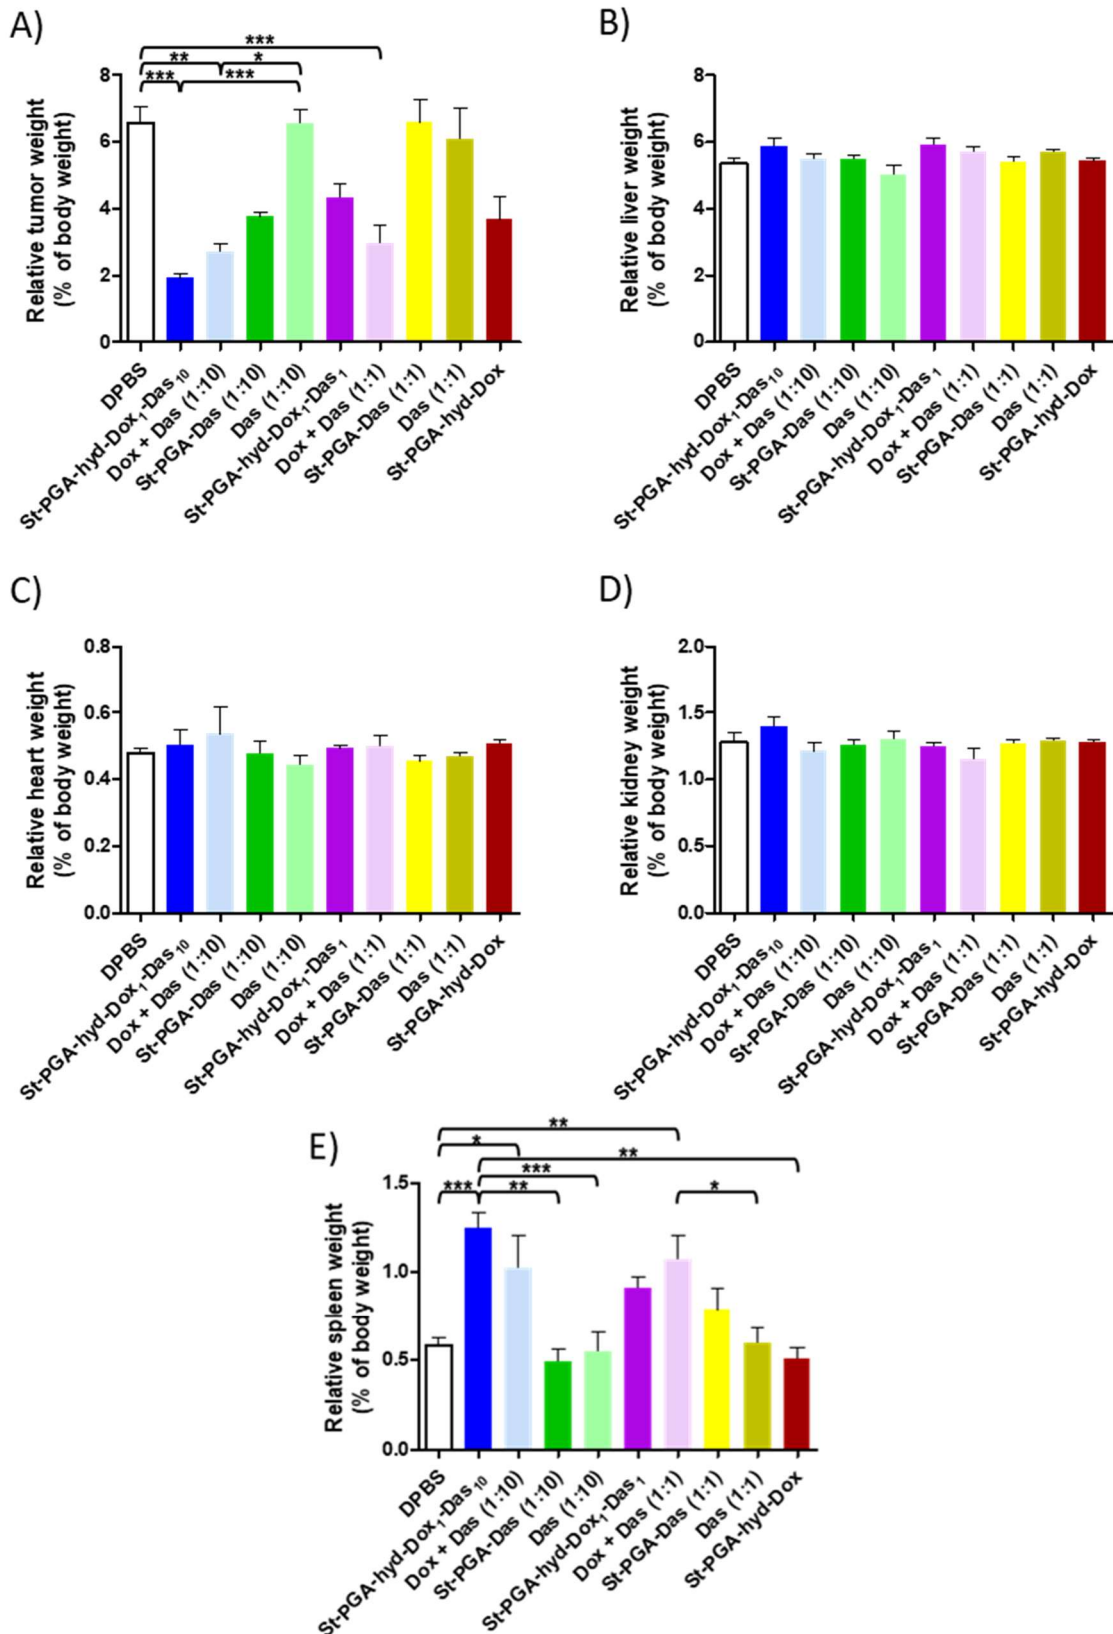 A)
***
** *
*** ***
Relative tumor weight
(% of body weight)
8
6
4
2
0
DPBS
St-PGA-hyd-Dox₁-Das₁₀
Dox + Das (1:10)
St-PGA-Das (1:10)
Das (1:10)
St-PGA-hyd-Dox₁-Das₁
Dox + Das (1:1)
St-PGA-Das (1:1)
Das (1:1)
St-PGA-hyd-Dox
B)
Relative liver weight
(% of body weight)
8
6
4
2
0
DPBS
St-PGA-hyd-Dox₁-Das₁₀
Dox + Das (1:10)
St-PGA-Das (1:10)
Das (1:10)
St-PGA-hyd-Dox₁-Das₁
Dox + Das (1:1)
St-PGA-Das (1:1)
Das (1:1)
St-PGA-hyd-Dox
C)
Relative heart weight
(% of body weight)
0.8
0.6
0.4
0.2
0.0
DPBS
St-PGA-hyd-Dox₁-Das₁₀
Dox + Das (1:10)
St-PGA-Das (1:10)
Das (1:10)
St-PGA-hyd-Dox₁-Das₁
Dox + Das (1:1)
St-PGA-Das (1:1)
Das (1:1)
St-PGA-hyd-Dox
D)
Relative kidney weight
(% of body weight)
2.0
1.5
1.0
0.5
0.0
DPBS
St-PGA-hyd-Dox₁-Das₁₀
Dox + Das (1:10)
St-PGA-Das (1:10)
Das (1:10)
St-PGA-hyd-Dox₁-Das₁
Dox + Das (1:1)
St-PGA-Das (1:1)
Das (1:1)
St-PGA-hyd-Dox
E)
**
*
**
***
*** ** *
Relative spleen weight
(% of body weight)
1.5
1.0
0.5
0.0
DPBS
St-PGA-hyd-Dox₁-Das₁₀
Dox + Das (1:10)
St-PGA-Das (1:10)
Das (1:10)
St-PGA-hyd-Dox₁-Das₁
Dox + Das (1:1)
St-PGA-Das (1:1)
Das (1:1)
St-PGA-hyd-Dox